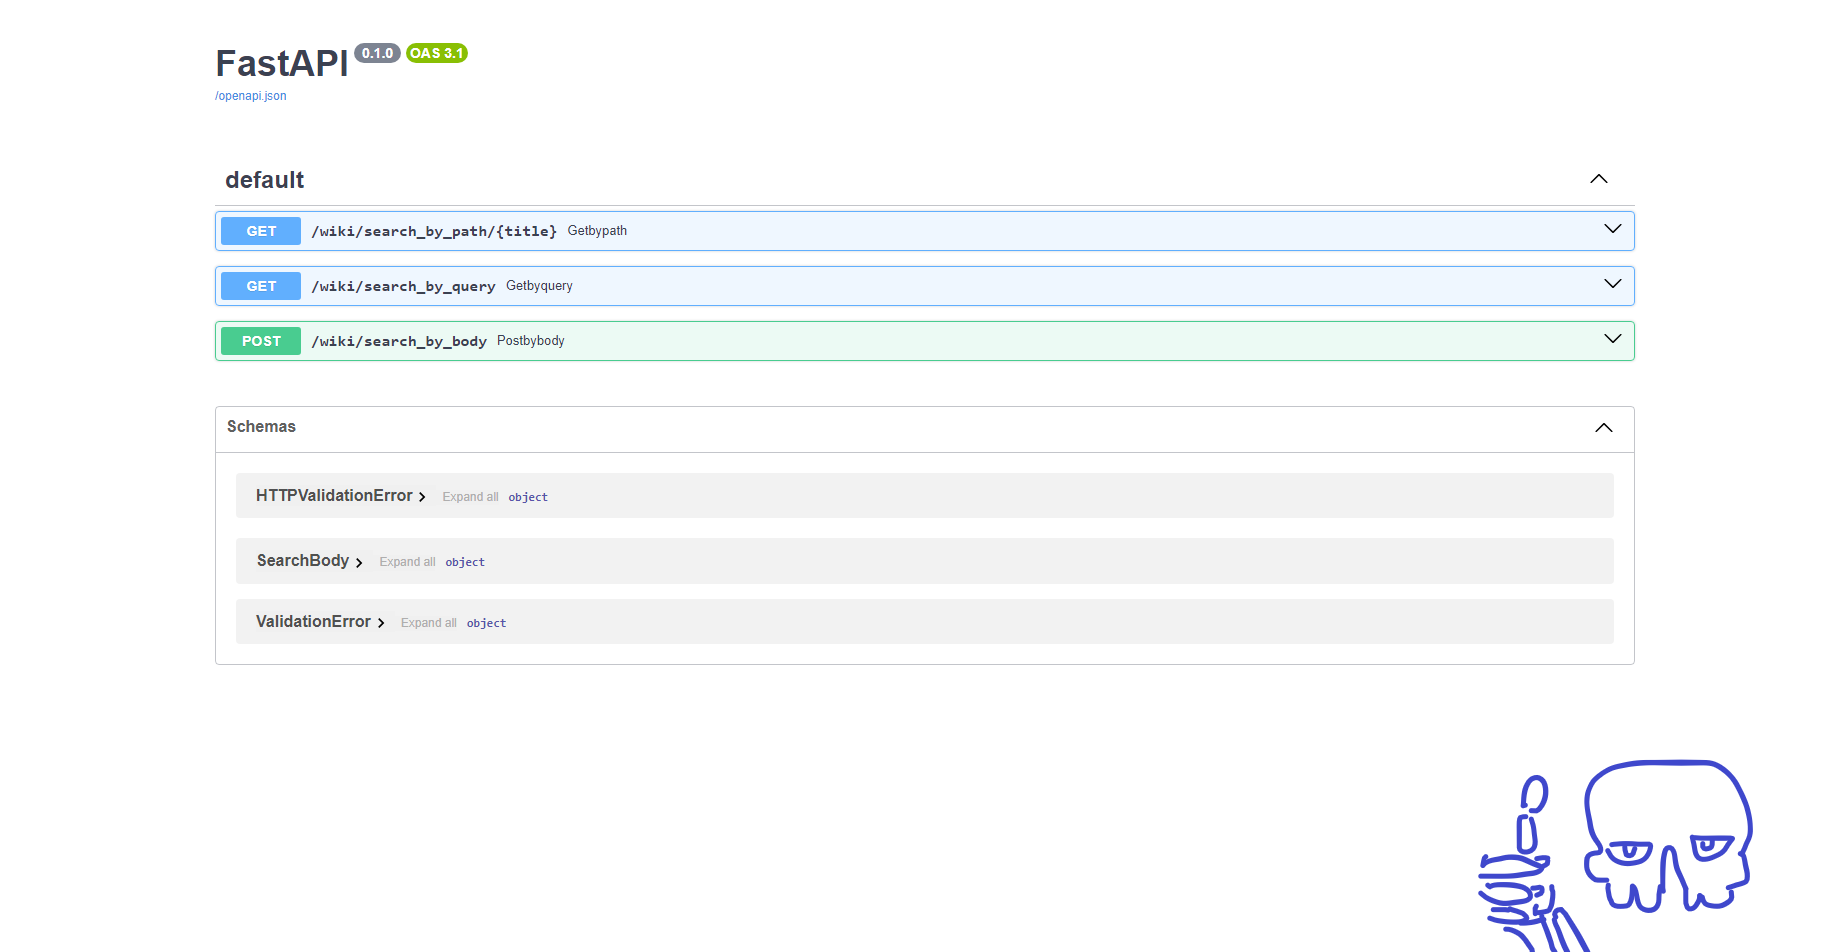 FastAPI 0.1.0 OAS 3.1
/openapi.json
default
GET /wiki/search_by_path/{title} Getbypath
GET /wiki/search_by_query Getbyquery
POST /wiki/search_by_body Postbybody
Schemas
HTTPValidationError Expand all object
SearchBody Expand all object
ValidationError Expand all object